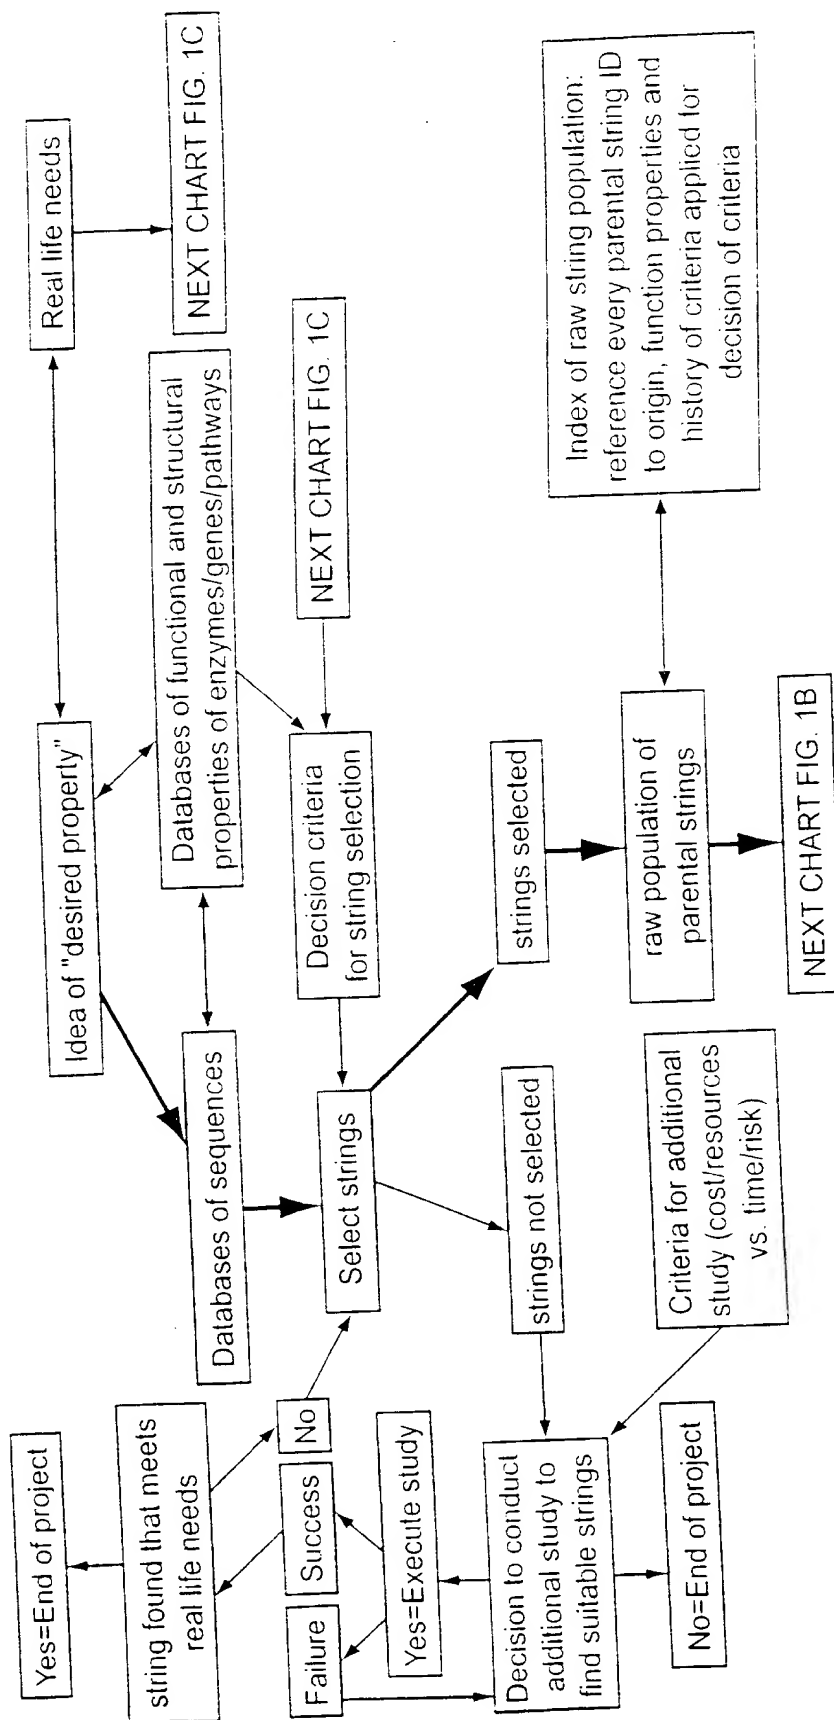 Yes=End of project
string found that meets
real life needs
No
Success
Failure
Yes=Execute study
Decision to conduct
additional study to
find suitable strings
No=End of project
Idea of "desired property"
Real life needs
NEXT CHART FIG. 1C
Databases of sequences
Databases of functional and structural
properties of enzymes/genes/pathways
Select strings
Decision criteria
for string selection
NEXT CHART FIG. 1C
strings not selected
strings selected
Criteria for additional
study (cost/resources
vs. time/risk)
raw population of
parental strings
NEXT CHART FIG. 1B
Index of raw string population:
reference every parental string ID
to origin, function properties and
history of criteria applied for
decision of criteria